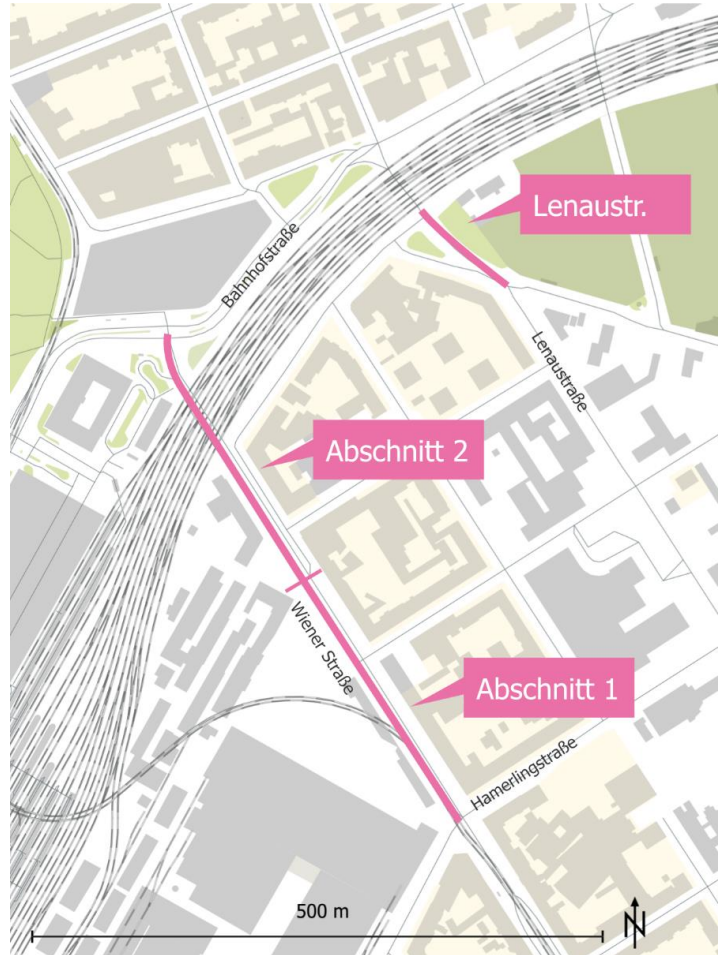 Lenaustr.
Bahnhofstraße
Lenaustraße
Abschnitt 2
Wiener Straße
Abschnitt 1
Hamerlingstraße
500 m
N